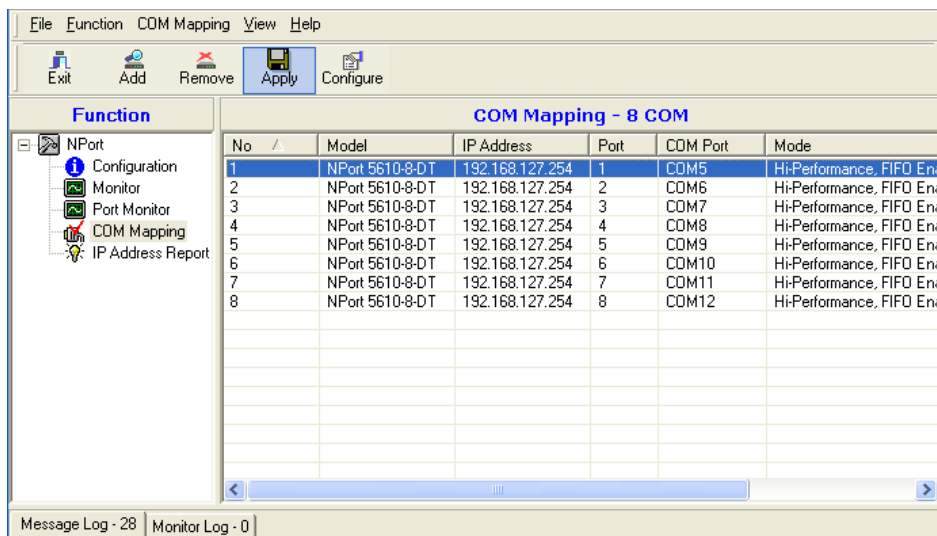 File Function COM Mapping View Help
Exit Add Remove Apply Configure
Function
COM Mapping - 8 COM
NPort
Configuration
Monitor
Port Monitor
COM Mapping
IP Address Report
No Model IP Address Port COM Port Mode
1 NPort 5610-8-DT 192.168.127.254 1 COM5 Hi-Performance, FIFO Ena
2 NPort 5610-8-DT 192.168.127.254 2 COM6 Hi-Performance, FIFO Ena
3 NPort 5610-8-DT 192.168.127.254 3 COM7 Hi-Performance, FIFO Ena
4 NPort 5610-8-DT 192.168.127.254 4 COM8 Hi-Performance, FIFO Ena
5 NPort 5610-8-DT 192.168.127.254 5 COM9 Hi-Performance, FIFO Ena
6 NPort 5610-8-DT 192.168.127.254 6 COM10 Hi-Performance, FIFO Ena
7 NPort 5610-8-DT 192.168.127.254 7 COM11 Hi-Performance, FIFO Ena
8 NPort 5610-8-DT 192.168.127.254 8 COM12 Hi-Performance, FIFO Ena
Message Log - 28 Monitor Log - 0